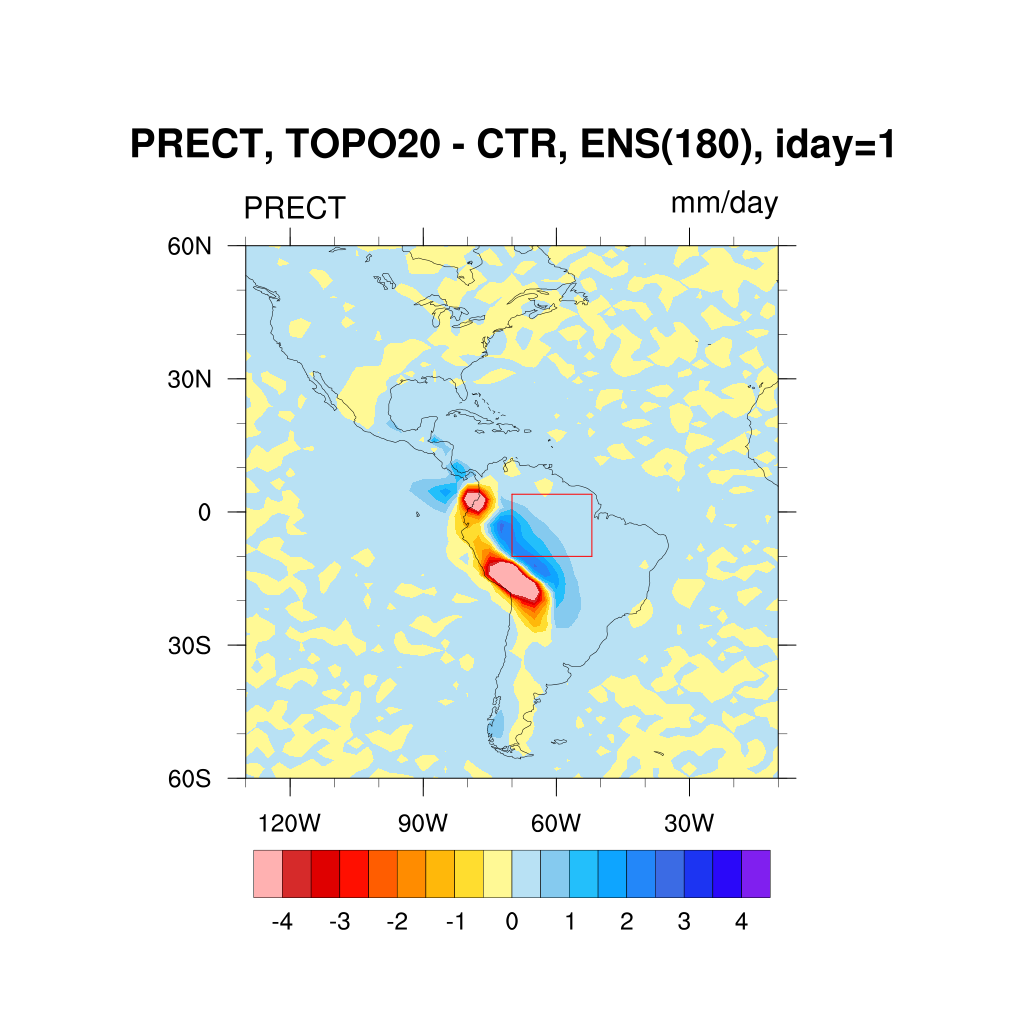 PRECT, TOPO20 - CTR, ENS(180), iday=1
PRECT mm/day
60N
30N
0
30S
60S
120W 90W 60W 30W
-4 -3 -2 -1 0 1 2 3 4